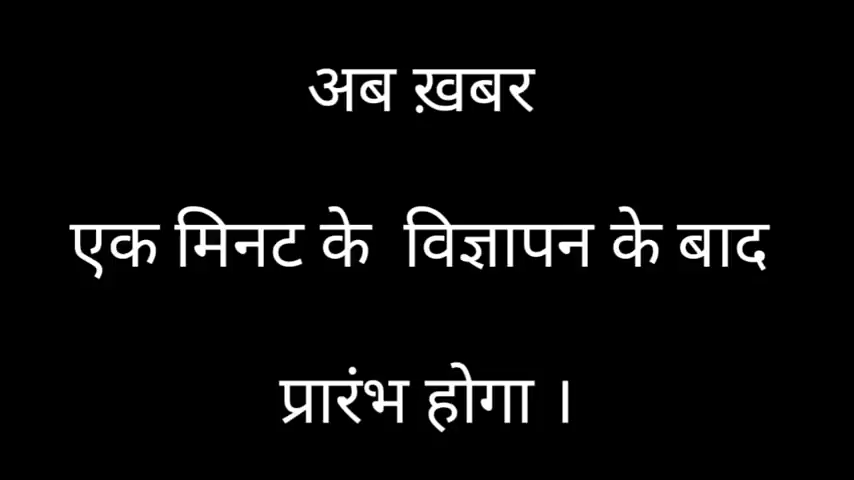 अब ख़बर
एक मिनट के विज्ञापन के बाद
प्रारंभ होगा ।